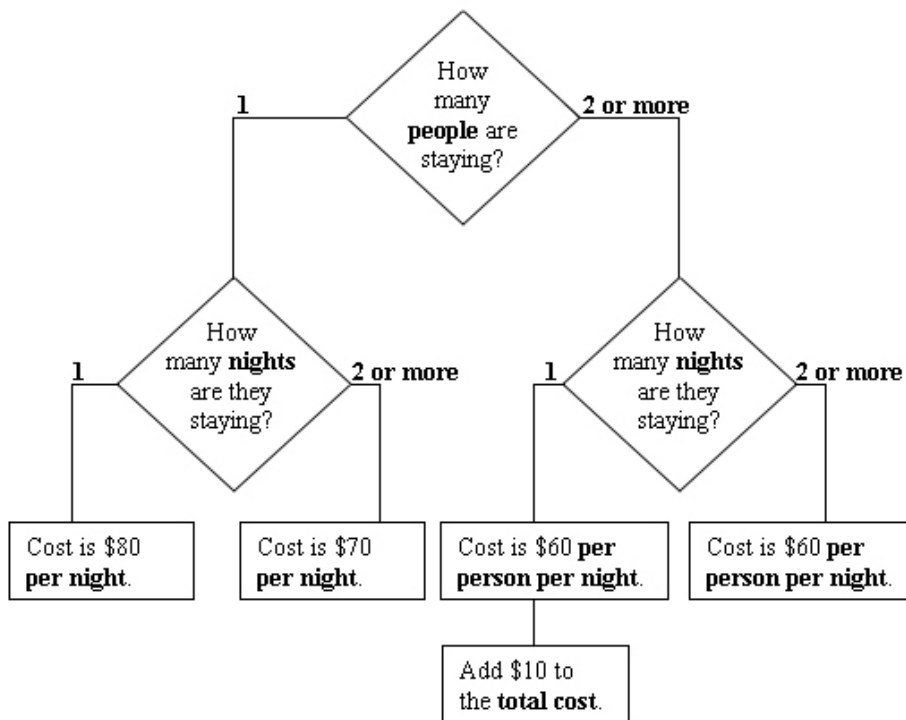 How
many
people are
staying?
1
2 or more
How
many nights
are they
staying?
1
2 or more
How
many nights
are they
staying?
1
2 or more
Cost is $80
per night.
Cost is $70
per night.
Cost is $60 per
person per night.
Cost is $60 per
person per night.
Add $10 to
the total cost.